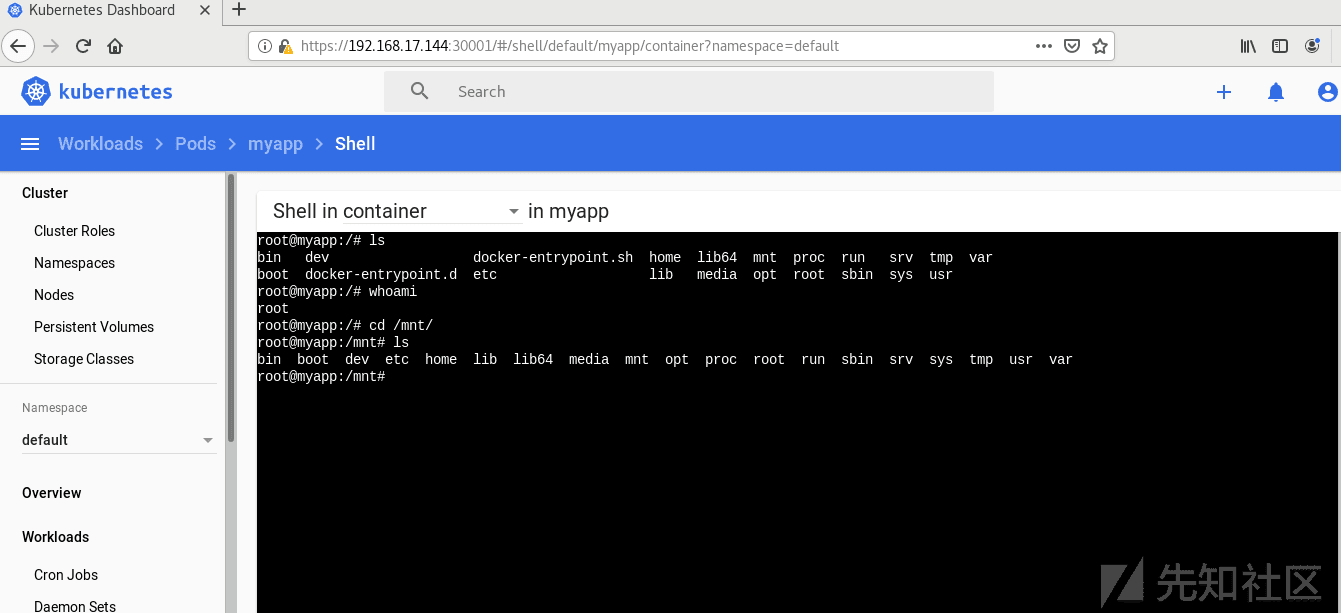 Kubernetes Dashboard
https://192.168.17.144:30001/#/shell/default/myapp/container?namespace=default
kubernetes
Search
Workloads > Pods > myapp > Shell
Cluster
Cluster Roles
Namespaces
Nodes
Persistent Volumes
Storage Classes
Namespace
default
Overview
Workloads
Cron Jobs
Daemon Sets
Shell in container in myapp
root@myapp:/# ls
bin   dev                  docker-entrypoint.sh  home  lib64  mnt  proc  run   srv  tmp  var
boot  docker-entrypoint.d  etc                   lib   media  opt  root  sbin  sys  usr
root@myapp:/# whoami
root
root@myapp:/# cd /mnt/
root@myapp:/mnt# ls
bin  boot  dev  etc  home  lib  lib64  media  mnt  opt  proc  root  run  sbin  srv  sys  tmp  usr  var
root@myapp:/mnt#
先知社区